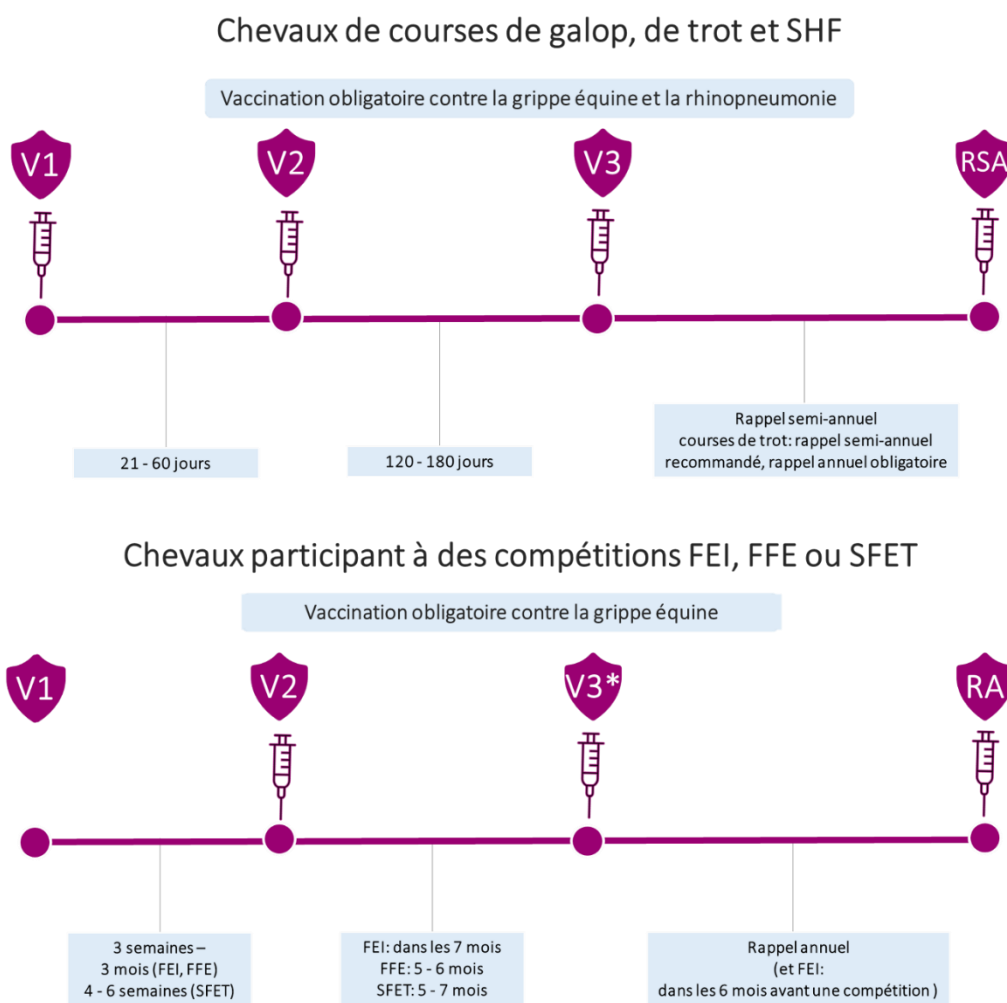 Chevaux de courses de galop, de trot et SHF
Vaccination obligatoire contre la grippe équine et la rhinopneumonie
V1
V2
V3
RSA
21 - 60 jours
120 - 180 jours
Rappel semi-annuel
courses de trot: rappel semi-annuel
recommandé, rappel annuel obligatoire
Chevaux participant à des compétitions FEI, FFE ou SFET
Vaccination obligatoire contre la grippe équine
V1
V2
V3*
RA
3 semaines –
3 mois (FEI, FFE)
4 - 6 semaines (SFET)
FEI: dans les 7 mois
FFE: 5 - 6 mois
SFET: 5 - 7 mois
Rappel annuel
(et FEI:
dans les 6 mois avant une compétition )